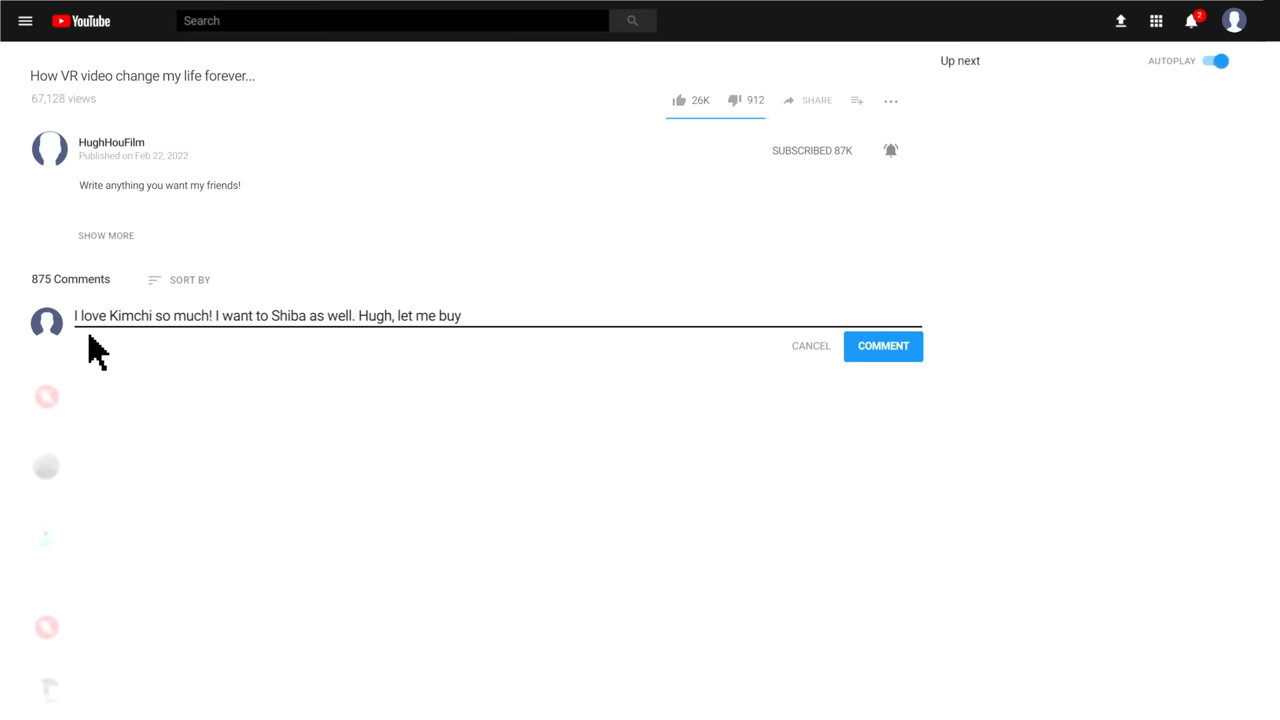 YouTube
Search
2
How VR video change my life forever...
67,128 views
26K
912
SHARE
Up next
AUTOPLAY
HughHouFilm
Published on Feb 22, 2022
SUBSCRIBED 87K
Write anything you want my friends!
SHOW MORE
875 Comments
SORT BY
I love Kimchi so much! I want to Shiba as well. Hugh, let me buy
CANCEL
COMMENT